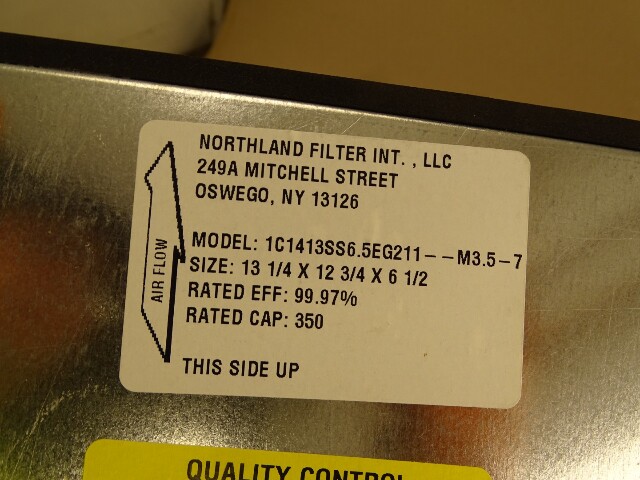 NORTHLAND FILTER INT. , LLC
249A MITCHELL STREET
OSWEGO, NY 13126
AIR FLOW
MODEL: 1C1413SS6.5EG211--M3.5-7
SIZE: 13 1/4 X 12 3/4 X 6 1/2
RATED EFF: 99.97%
RATED CAP: 350
THIS SIDE UP
QUALITY CONTROL